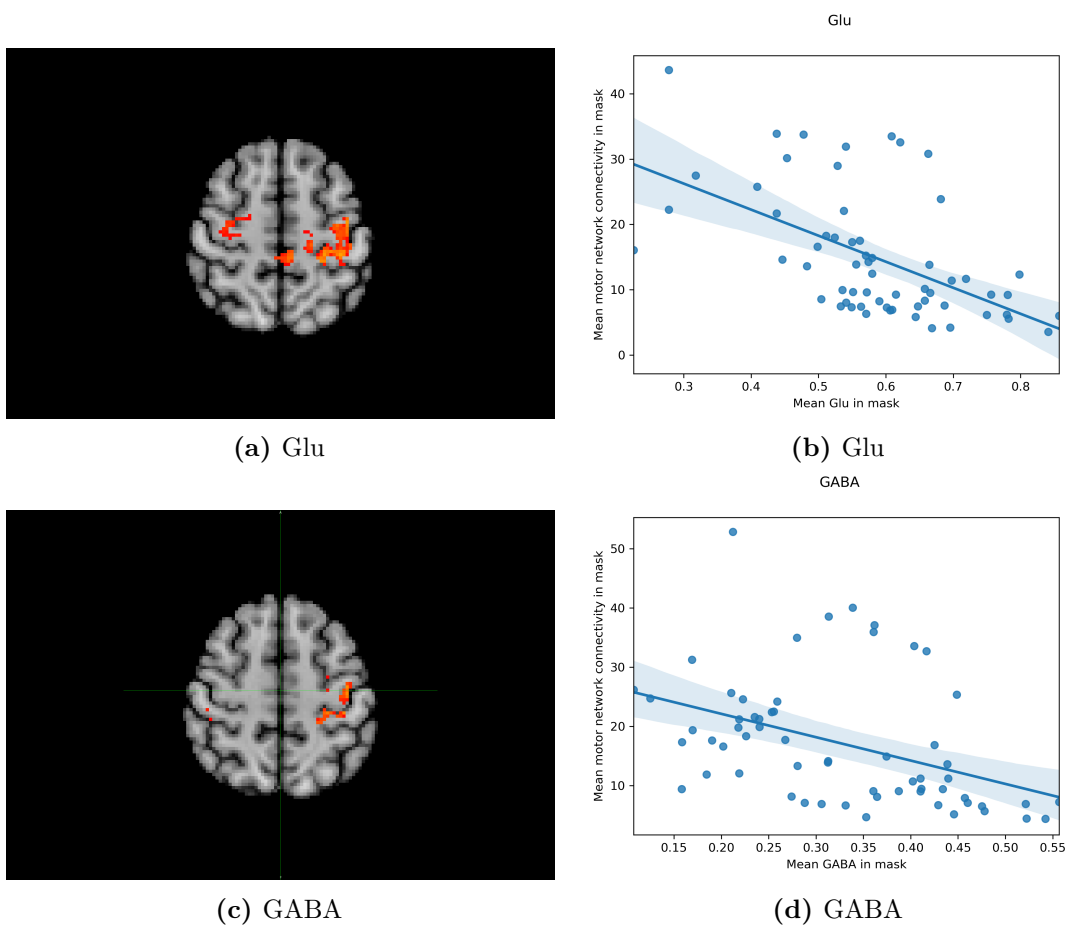 Glu
Mean motor network connectivity in mask
40
30
20
10
0
0.3 0.4 0.5 0.6 0.7 0.8
Mean Glu in mask
(a) Glu
(b) Glu
GABA
Mean motor network connectivity in mask
50
40
30
20
10
0.15 0.20 0.25 0.30 0.35 0.40 0.45 0.50 0.55
Mean GABA in mask
(c) GABA
(d) GABA